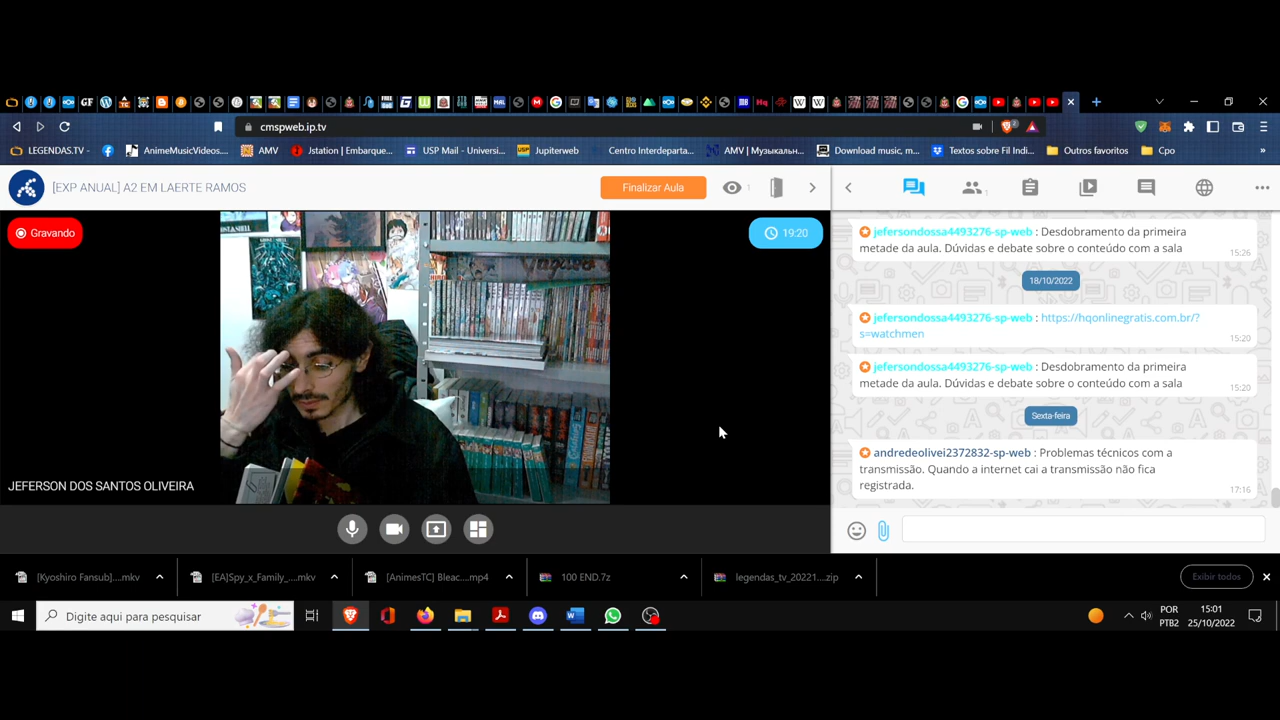 cmspweb.ip.tv
2
LEGENDAS.TV -
AnimeMusicVideos...
AMV
Jstation | Embarque...
USP Mail - Universi...
Jupiterweb
Centro Interdeparta...
AMV | Музыкальн...
Download music, m...
Textos sobre Fil Indi...
Outros favoritos
Cpo
»
[EXP ANUAL] A2 EM LAERTE RAMOS
Finalizar Aula
1
1
Gravando
19:20
JEFERSON DOS SANTOS OLIVEIRA
jefersondossa4493276-sp-web : Desdobramento da primeira
metade da aula. Dúvidas e debate sobre o conteúdo com a sala
15:26
18/10/2022
jefersondossa4493276-sp-web : https://hqonlinegratis.com.br/?
s=watchmen
15:20
jefersondossa4493276-sp-web : Desdobramento da primeira
metade da aula. Dúvidas e debate sobre o conteúdo com a sala
15:20
Sexta-feira
andredeolivei2372832-sp-web : Problemas técnicos com a
transmissão. Quando a internet cai a transmissão não fica
registrada.
17:16
[Kyoshiro Fansub]....mkv
[EA]Spy_x_Family_....mkv
[AnimesTC] Bleac....mp4
100 END.7z
legendas_tv_20221....zip
Exibir todos
Digite aqui para pesquisar
POR
PTB2
15:01
25/10/2022